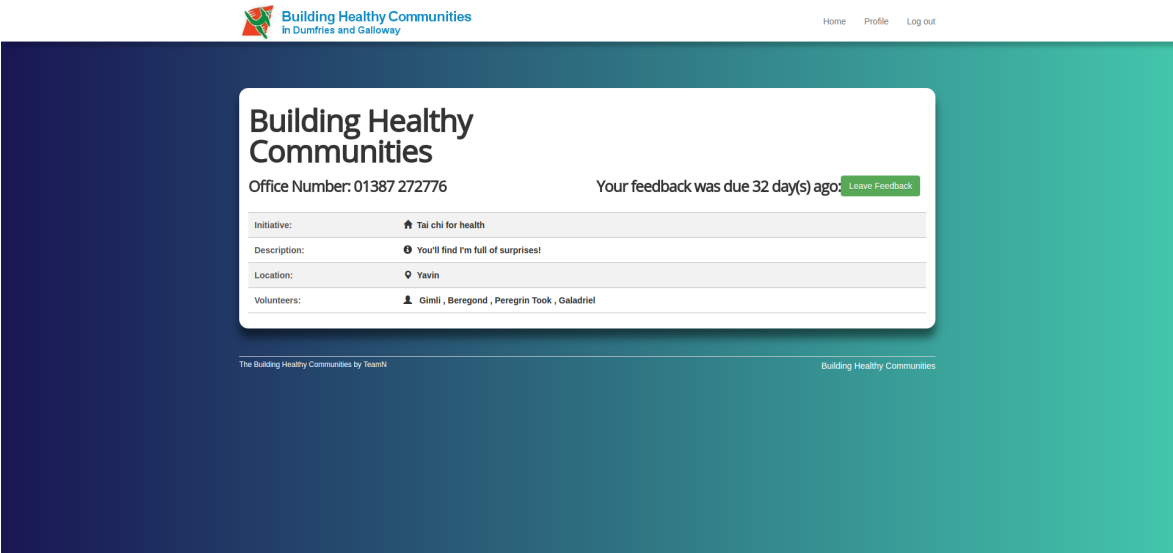 Building Healthy Communities
in Dumfries and Galloway
Home Profile Log out
Building Healthy
Communities
Office Number: 01387 272776
Your feedback was due 32 day(s) ago: Leave Feedback
Initiative: Tai chi for health
Description: You'll find I'm full of surprises!
Location: Yavin
Volunteers: Gimli , Beregond , Peregrin Took , Galadriel
The Building Healthy Communities by TeamN
Building Healthy Communities